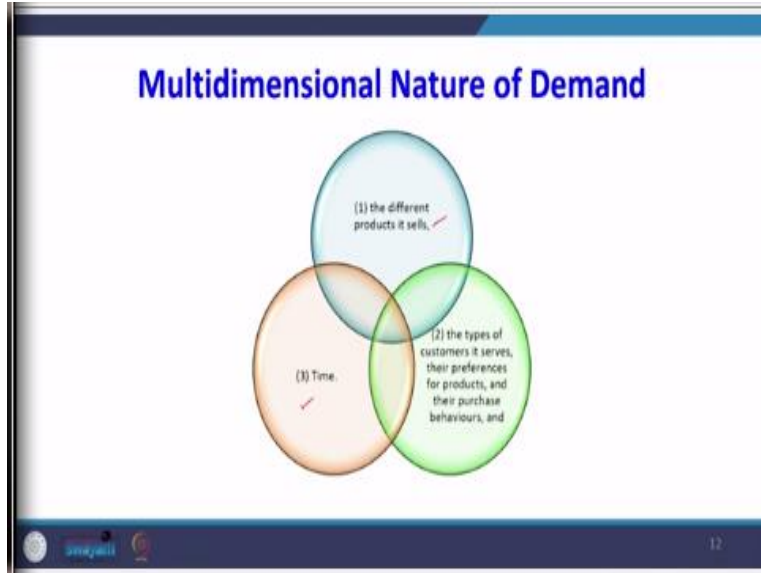 Multidimensional Nature of Demand
(1) the different
products it sells,
(2) the types of
customers it serves,
their preferences
for products, and
their purchase
behaviours, and
(3) Time.
swayam
12